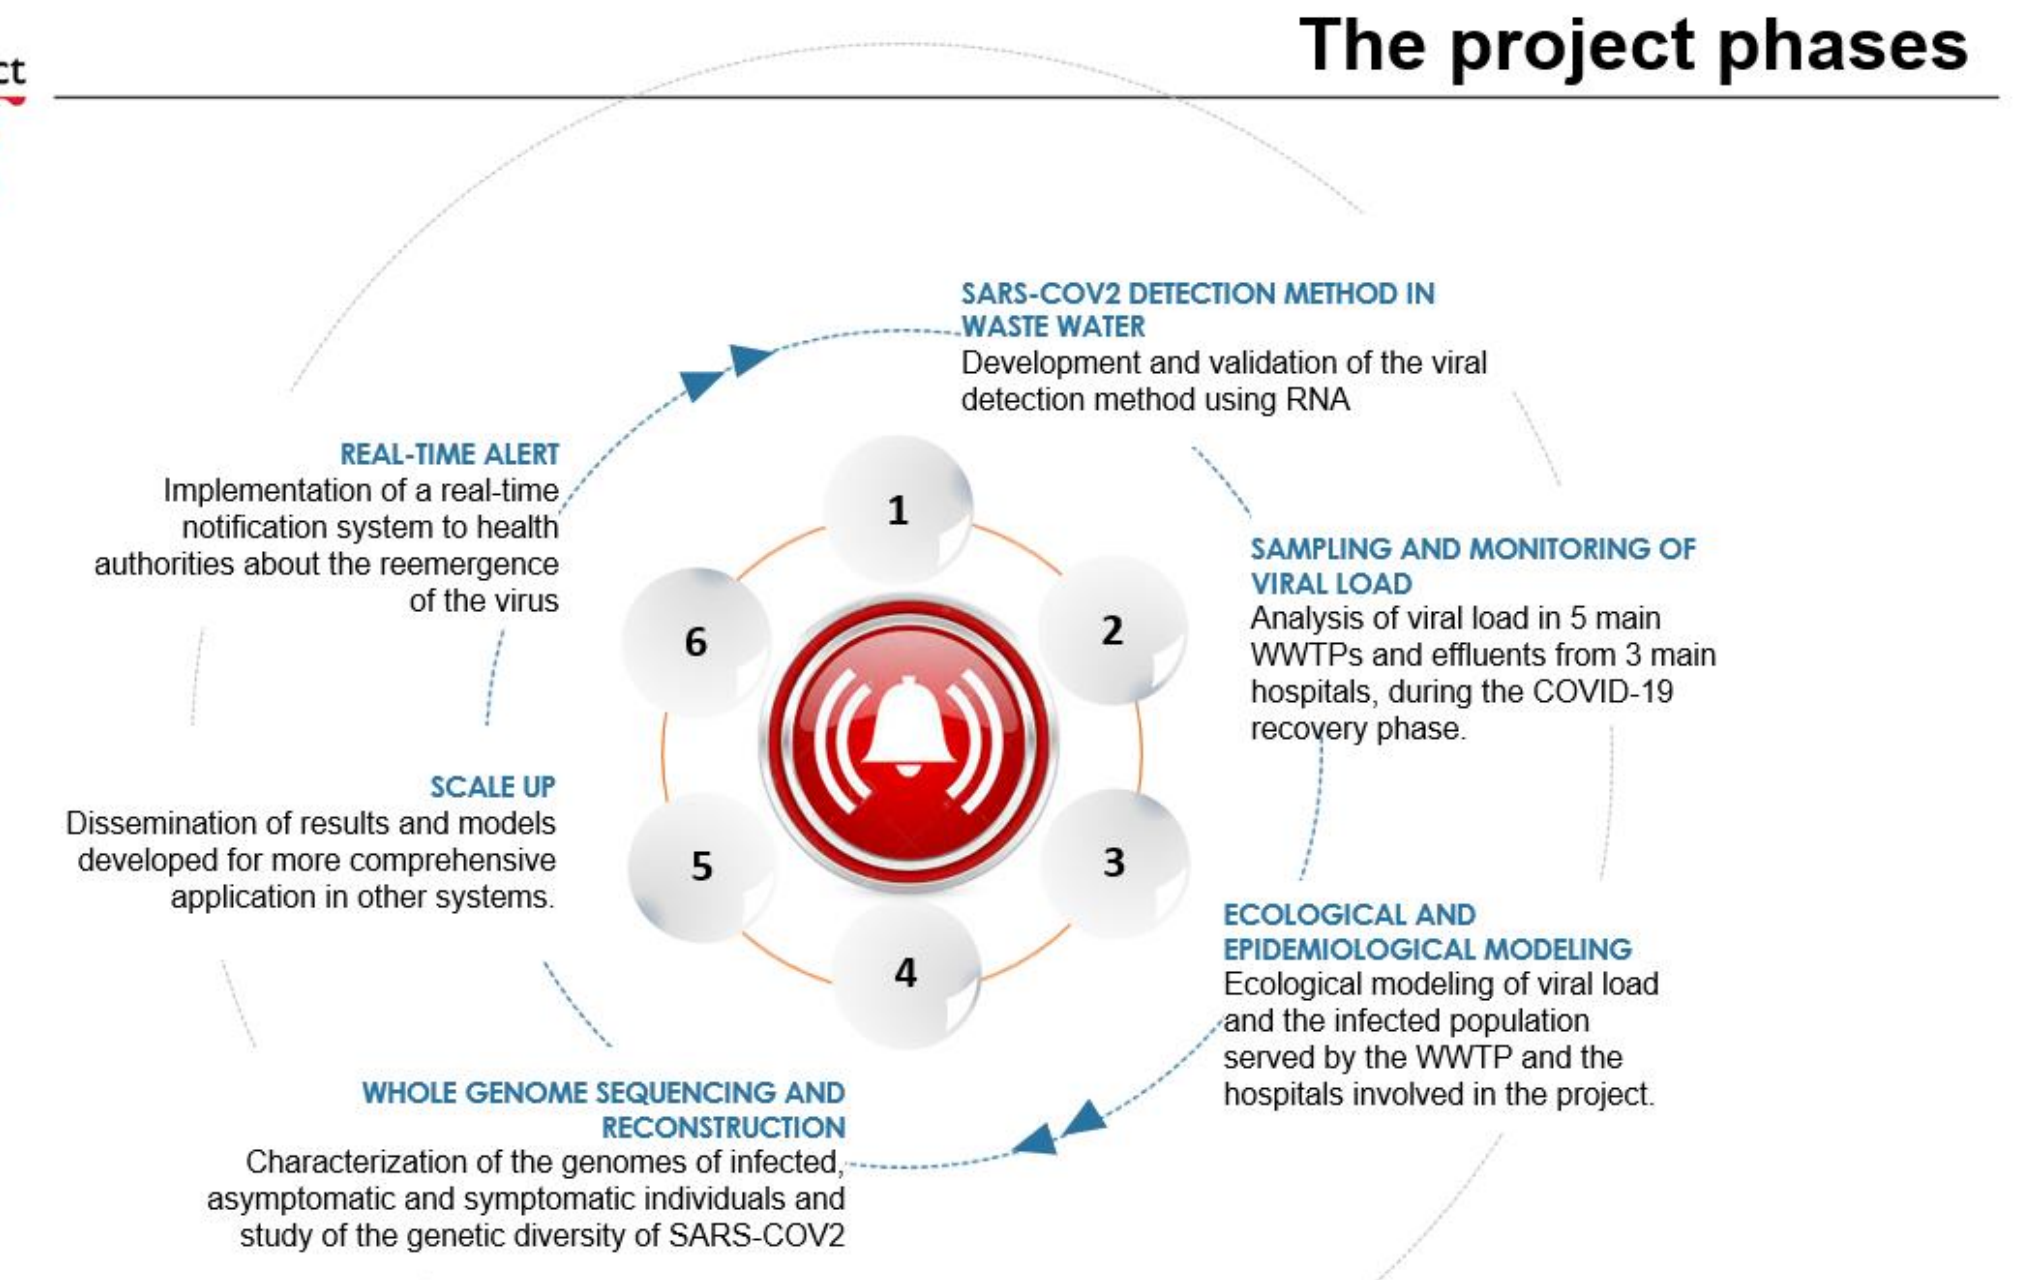 ct
The project phases
SARS-COV2 DETECTION METHOD IN
WASTE WATER
Development and validation of the viral
detection method using RNA
REAL-TIME ALERT
Implementation of a real-time
notification system to health
authorities about the reemergence
of the virus
1
2
3
4
5
6
SAMPLING AND MONITORING OF
VIRAL LOAD
Analysis of viral load in 5 main
WWTPs and effluents from 3 main
hospitals, during the COVID-19
recovery phase.
SCALE UP
Dissemination of results and models
developed for more comprehensive
application in other systems.
ECOLOGICAL AND
EPIDEMIOLOGICAL MODELING
Ecological modeling of viral load
and the infected population
served by the WWTP and the
hospitals involved in the project.
WHOLE GENOME SEQUENCING AND
RECONSTRUCTION
Characterization of the genomes of infected,
asymptomatic and symptomatic individuals and
study of the genetic diversity of SARS-COV2